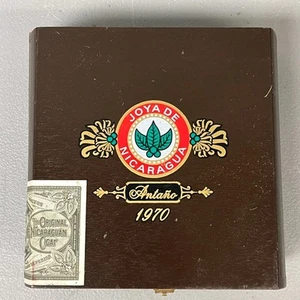 JOYA DE
NICARAGUA
Antaño
1970
THE
ORIGINAL
NICARAGUAN
CIGAR